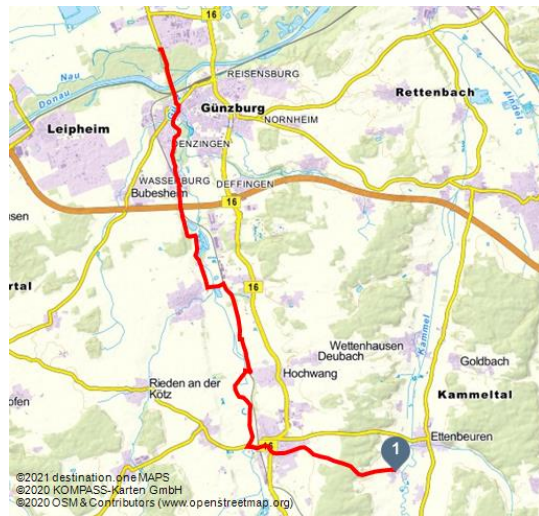 16
Nau
Donau
REISENSBURG
Günzburg
Rettenbach
NORNHEIM
Leipheim
DENZINGEN
WASSERBURG
DEFFINGEN
Bubesheim
16
usen
rtal
16
Kammel
Wettenhausen
Deubach
Goldbach
Rieden an der
Kötz
Hochwang
Kammeltal
ofen
16
1
Ettenbeuren
©2021 destination.one MAPS
©2020 KOMPASS-Karten GmbH
©2020 OSM & Contributors (www.openstreetmap.org)